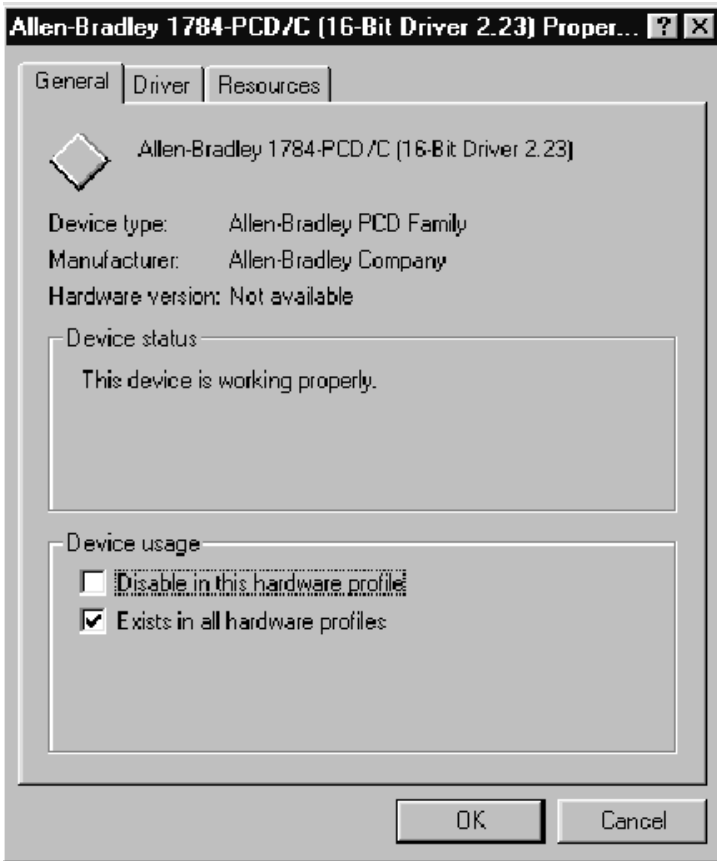 Allen-Bradley 1784-PCD/C (16-Bit Driver 2.23) Proper... ? X
General Driver Resources
Allen-Bradley 1784-PCD/C (16-Bit Driver 2.23)
Device type: Allen-Bradley PCD Family
Manufacturer: Allen-Bradley Company
Hardware version: Not available
Device status
This device is working properly.
Device usage
Disable in this hardware profile
Exists in all hardware profiles
OK Cancel